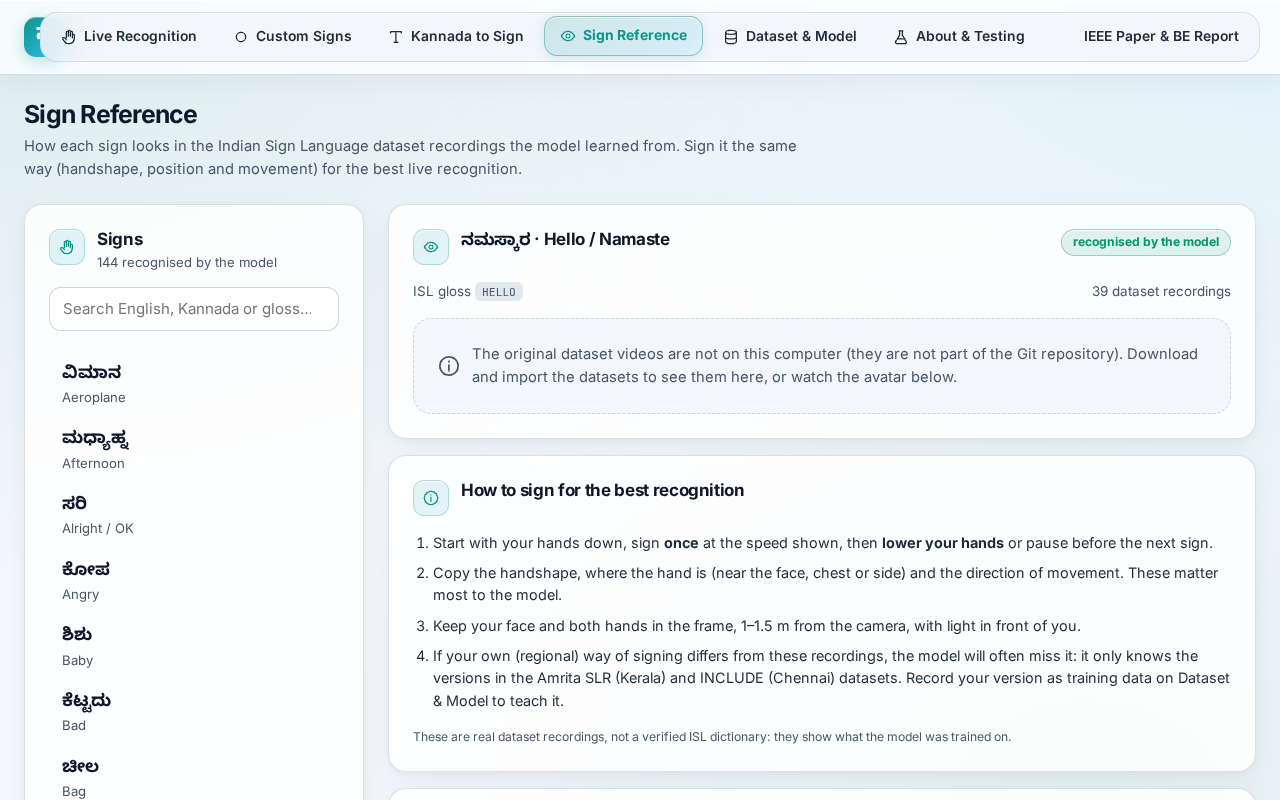 Live Recognition
Custom Signs
Kannada to Sign
Sign Reference
Dataset & Model
About & Testing
IEEE Paper & BE Report
Sign Reference
How each sign looks in the Indian Sign Language dataset recordings the model learned from. Sign it the same
way (handshape, position and movement) for the best live recognition.
Signs
144 recognised by the model
Search English, Kannada or gloss...
ವಿಮಾನ
Aeroplane
ಮಧ್ಯಾಹ್ನ
Afternoon
ಸರಿ
Alright / OK
ಕೋಪ
Angry
ಶಿಶು
Baby
ಕೆಟ್ಟದು
Bad
ಚೀಲ
Bag
ನಮಸ್ಕಾರ · Hello / Namaste
recognised by the model
ISL gloss HELLO
39 dataset recordings
The original dataset videos are not on this computer (they are not part of the Git repository). Download
and import the datasets to see them here, or watch the avatar below.
How to sign for the best recognition
1. Start with your hands down, sign once at the speed shown, then lower your hands or pause before the next sign.
2. Copy the handshape, where the hand is (near the face, chest or side) and the direction of movement. These matter
most to the model.
3. Keep your face and both hands in the frame, 1–1.5 m from the camera, with light in front of you.
4. If your own (regional) way of signing differs from these recordings, the model will often miss it: it only knows the
versions in the Amrita SLR (Kerala) and INCLUDE (Chennai) datasets. Record your version as training data on Dataset
& Model to teach it.
These are real dataset recordings, not a verified ISL dictionary: they show what the model was trained on.